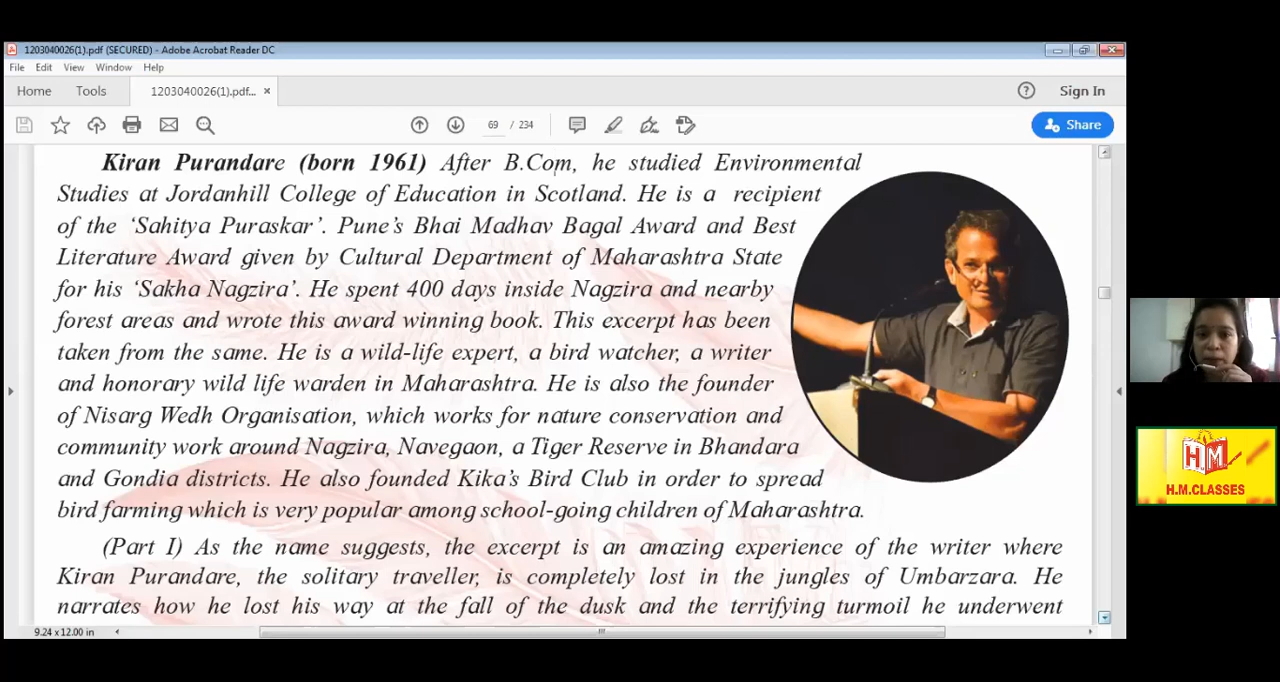 1203040026(1).pdf (SECURED) - Adobe Acrobat Reader DC
File Edit View Window Help
Home Tools 1203040026(1).pdf... ×
? Sign In
69 / 234
Share
Kiran Purandare (born 1961) After B.Com, he studied Environmental
Studies at Jordanhill College of Education in Scotland. He is a recipient
of the ‘Sahitya Puraskar’. Pune’s Bhai Madhav Bagal Award and Best
Literature Award given by Cultural Department of Maharashtra State
for his ‘Sakha Nagzira’. He spent 400 days inside Nagzira and nearby
forest areas and wrote this award winning book. This excerpt has been
taken from the same. He is a wild-life expert, a bird watcher, a writer
and honorary wild life warden in Maharashtra. He is also the founder
of Nisarg Wedh Organisation, which works for nature conservation and
community work around Nagzira, Navegaon, a Tiger Reserve in Bhandara
and Gondia districts. He also founded Kika’s Bird Club in order to spread
bird farming which is very popular among school-going children of Maharashtra.
(Part I) As the name suggests, the excerpt is an amazing experience of the writer where
Kiran Purandare, the solitary traveller, is completely lost in the jungles of Umbarzara. He
narrates how he lost his way at the fall of the dusk and the terrifying turmoil he underwent
9.24 x 12.00 in
H.M.
H.M.CLASSES